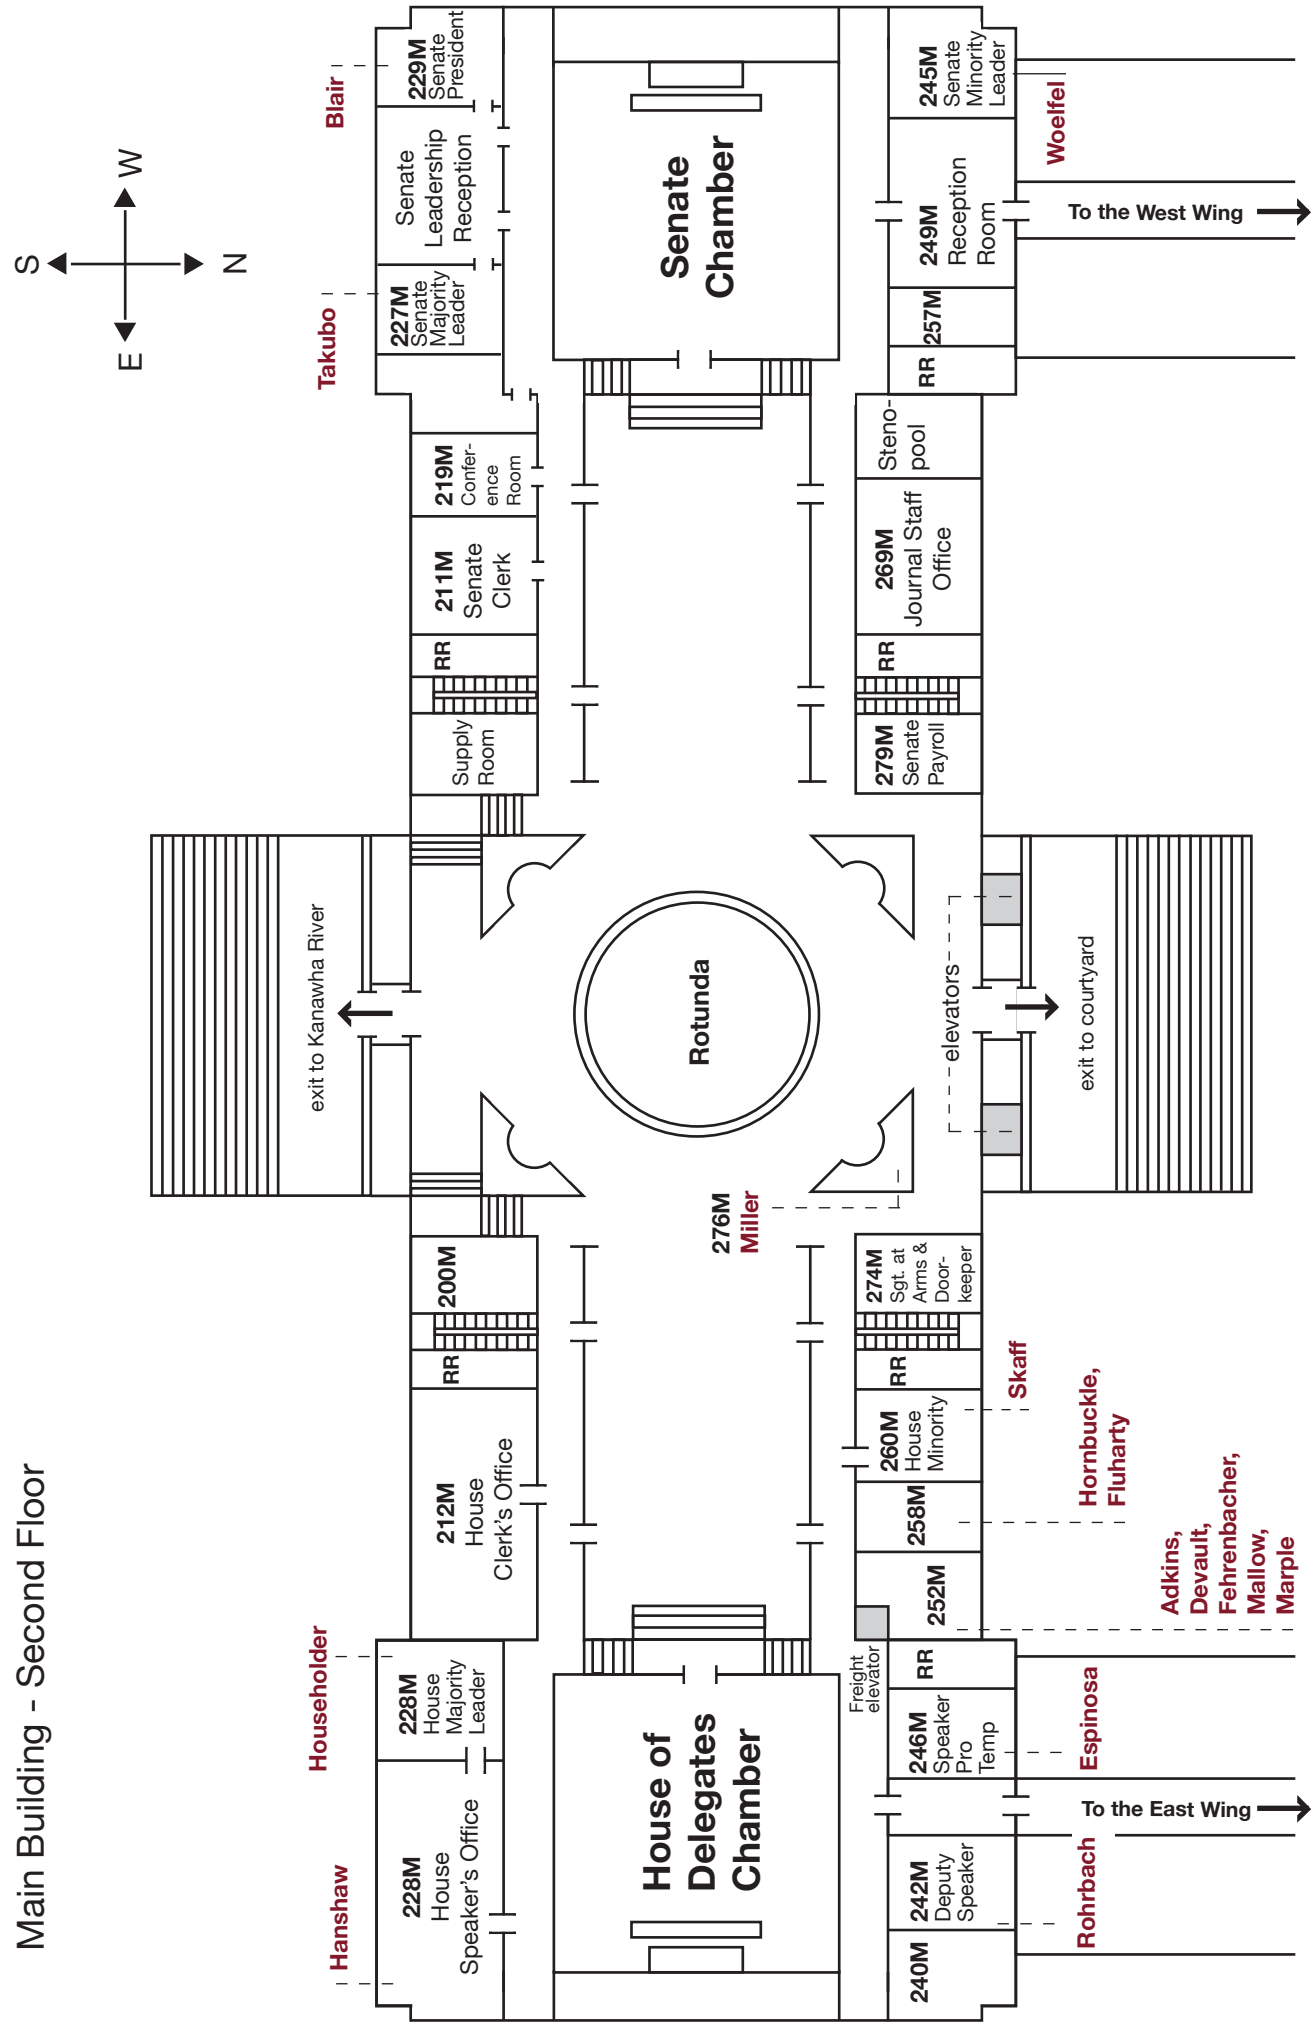 Main Building - Second Floor
S
E
W
N
Hanshaw
Householder
Takubo
Blair
228M
House
Speaker's Office
228M
House
Majority
Leader
212M
House
Clerk's Office
RR
200M
exit to Kanawha River
Supply
Room
RR
211M
Senate
Clerk
219M
Confer-
ence
Room
227M
Senate
Majority
Leader
Senate
Leadership
Reception
229M
Senate
President
House of
Delegates
Chamber
276M
Miller
Rotunda
Senate
Chamber
240M
242M
Deputy
Speaker
246M
Speaker
Pro
Temp
RR
Freight
elevator
252M
258M
260M
House
Minority
RR
274M
Sgt. at
Arms &
Door-
keeper
elevators
exit to courtyard
279M
Senate
Payroll
RR
269M
Journal Staff
Office
Steno-
pool
RR
257M
249M
Reception
Room
245M
Senate
Minority
Leader
Rohrbach
To the East Wing
Espinosa
Adkins,
Devault,
Fehrenbacher,
Mallow,
Marple
Hornbuckle,
Fluharty
Skaff
To the West Wing
Woelfel